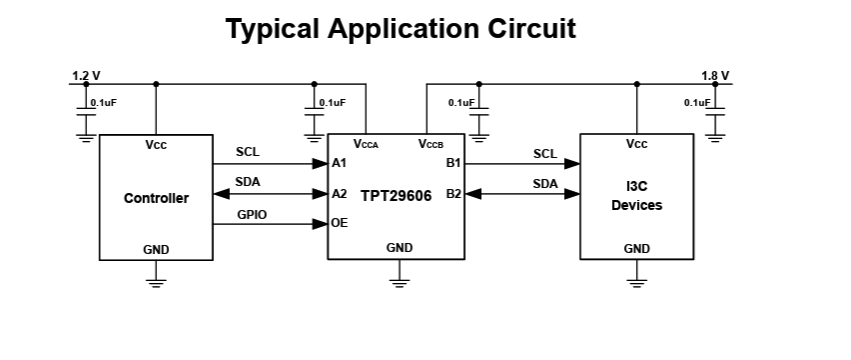 Typical Application Circuit
1.2 V
1.8 V
0.1uF
0.1uF
0.1uF
0.1uF
VCC
VCCA
VCCB
VCC
SCL
A1
B1
SCL
SDA
A2
TPT29606
B2
SDA
Controller
I3C
Devices
GPIO
OE
GND
GND
GND